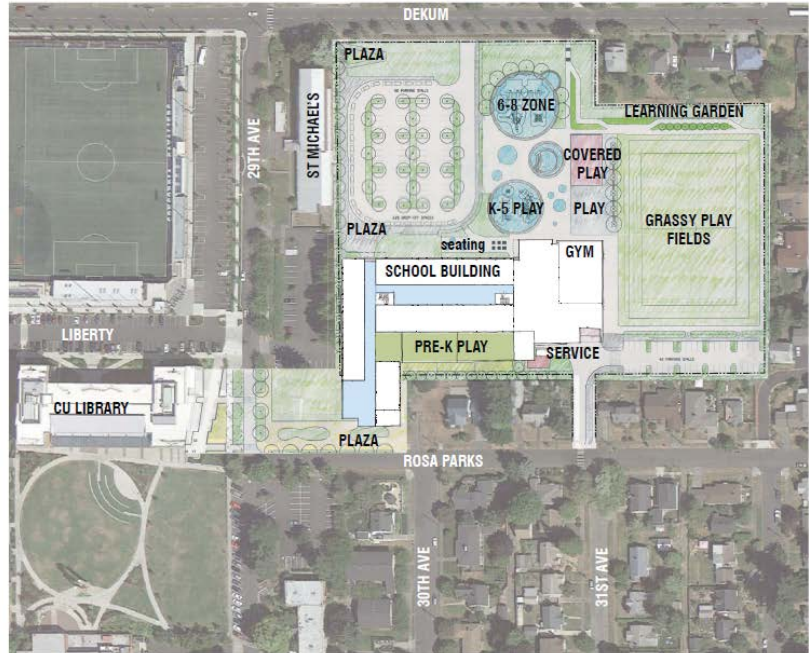 DEKUM
PLAZA
6-8 ZONE
LEARNING GARDEN
29TH AVE
ST MICHAEL'S
COVERED
PLAY
K-5 PLAY
PLAY
GRASSY PLAY
FIELDS
PLAZA
seating
GYM
SCHOOL BUILDING
LIBERTY
PRE-K PLAY
SERVICE
CU LIBRARY
PLAZA
ROSA PARKS
30TH AVE
31ST AVE